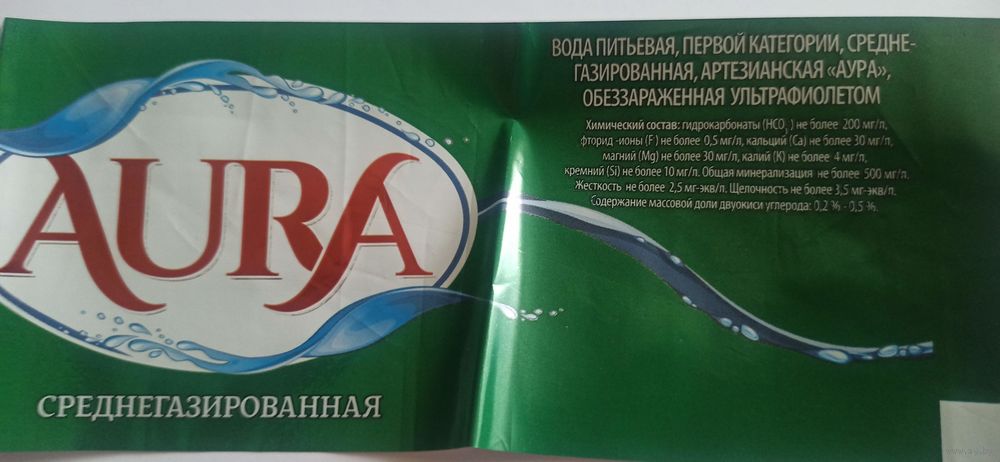 AURA
СРЕДНЕГАЗИРОВАННАЯ
ВОДА ПИТЬЕВАЯ, ПЕРВОЙ КАТЕГОРИИ, СРЕДНЕ-
ГАЗИРОВАННАЯ, АРТЕЗИАНСКАЯ «АУРА»,
ОБЕЗЗАРАЖЕННАЯ УЛЬТРАФИОЛЕТОМ
Химический состав: гидрокарбонаты (HCO₃) не более 200 мг/л,
фторид -ионы (F) не более 0,5 мг/л, кальций (Ca) не более 30 мг/л,
магний (Mg) не более 30 мг/л, калий (K) не более 4 мг/л,
кремний (Si) не более 10 мг/л. Общая минерализация не более 500 мг/л.
Жесткость не более 2,5 мг-экв/л. Щелочность не более 3,5 мг-экв/л.
Содержание массовой доли двуокиси углерода: 0,2 % - 0,5 %.